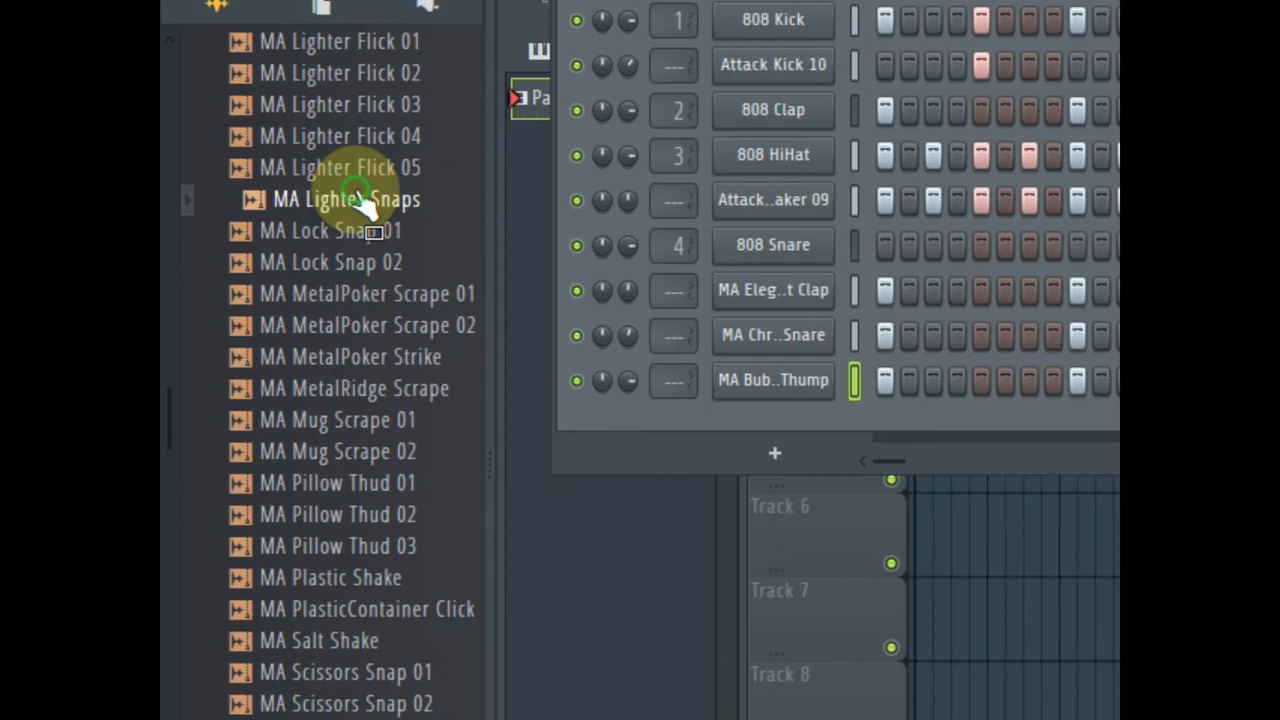 MA Lighter Flick 01
MA Lighter Flick 02
MA Lighter Flick 03
MA Lighter Flick 04
MA Lighter Flick 05
MA Lighter Snaps
MA Lock Snap 01
MA Lock Snap 02
MA MetalPoker Scrape 01
MA MetalPoker Scrape 02
MA MetalPoker Strike
MA MetalRidge Scrape
MA Mug Scrape 01
MA Mug Scrape 02
MA Pillow Thud 01
MA Pillow Thud 02
MA Pillow Thud 03
MA Plastic Shake
MA PlasticContainer Click
MA Salt Shake
MA Scissors Snap 01
MA Scissors Snap 02
Pa
1 808 Kick
--- Attack Kick 10
2 808 Clap
3 808 HiHat
--- Attack..aker 09
4 808 Snare
--- MA Eleg..t Clap
--- MA Chr..Snare
--- MA Bub..Thump
+
...
Track 6
...
Track 7
...
Track 8